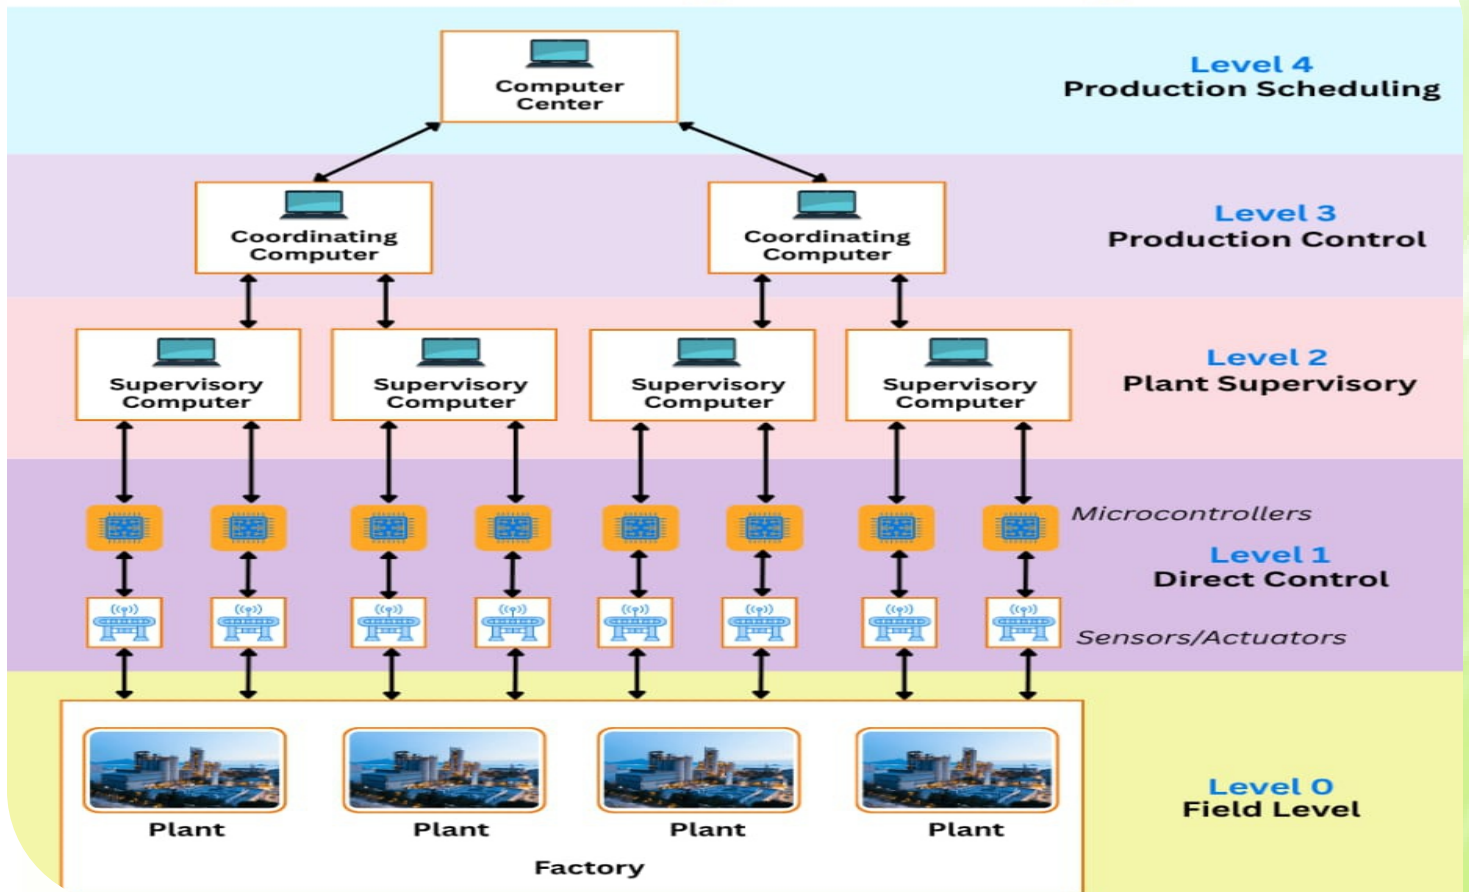 Computer
Center
Level 4
Production Scheduling
Coordinating
Computer
Coordinating
Computer
Level 3
Production Control
Supervisory
Computer
Supervisory
Computer
Supervisory
Computer
Supervisory
Computer
Level 2
Plant Supervisory
Microcontrollers
Level 1
Direct Control
Sensors/Actuators
Plant
Plant
Plant
Plant
Factory
Level 0
Field Level